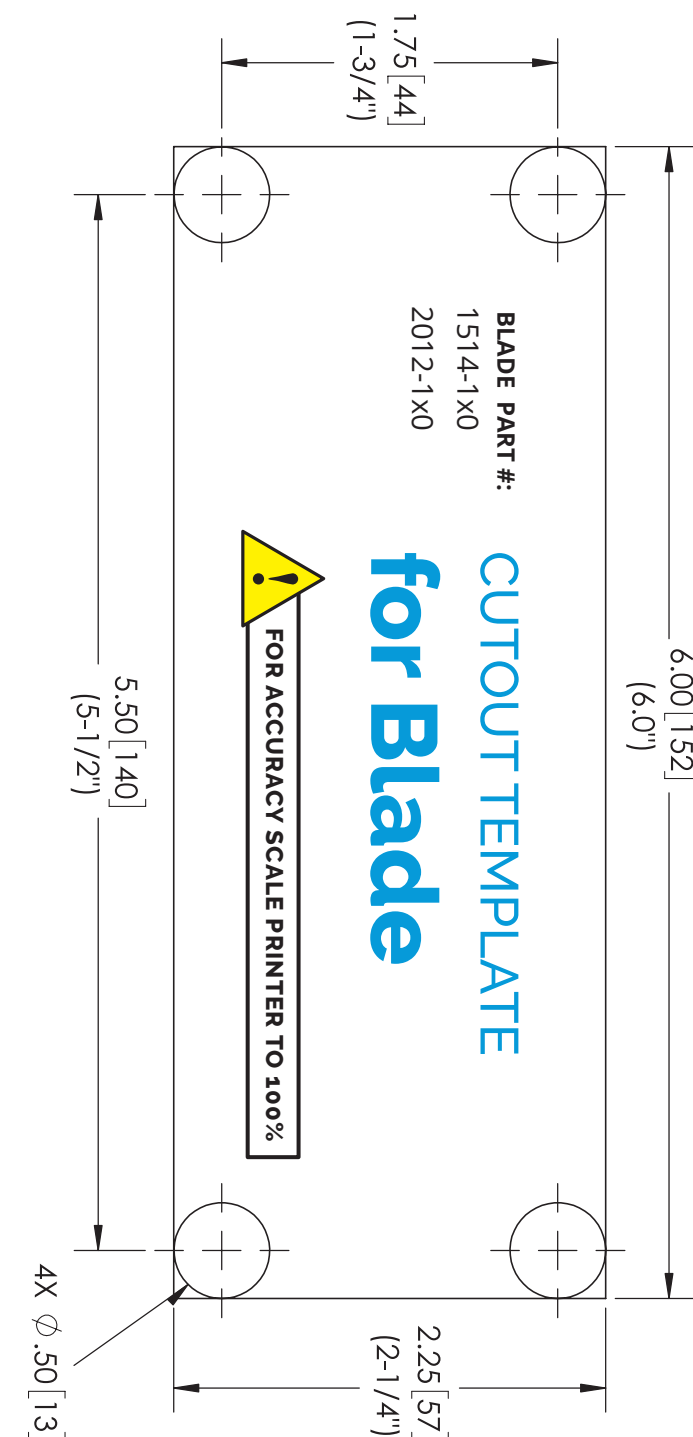 6.00[152]
(6.0")
1.75[44]
(1-3/4")
BLADE PART #:
1514-1x0
2012-1x0
CUTOUT TEMPLATE
for Blade
!
FOR ACCURACY SCALE PRINTER TO 100%
2.25[57]
(2-1/4")
5.50[140]
(5-1/2")
4X Ø.50[13]